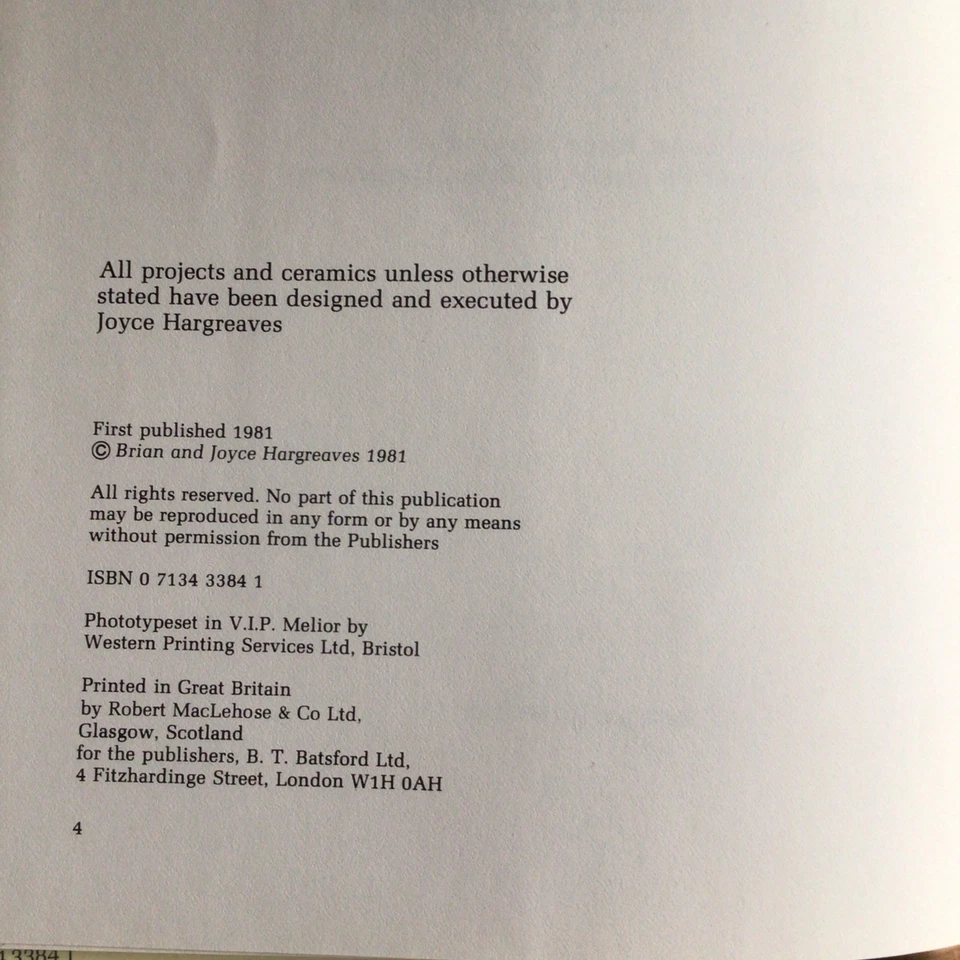 All projects and ceramics unless otherwise
stated have been designed and executed by
Joyce Hargreaves
First published 1981
© Brian and Joyce Hargreaves 1981
All rights reserved. No part of this publication
may be reproduced in any form or by any means
without permission from the Publishers
ISBN 0 7134 3384 1
Phototypeset in V.I.P. Melior by
Western Printing Services Ltd, Bristol
Printed in Great Britain
by Robert MacLehose & Co Ltd,
Glasgow, Scotland
for the publishers, B. T. Batsford Ltd,
4 Fitzhardinge Street, London W1H 0AH
4
3384 1